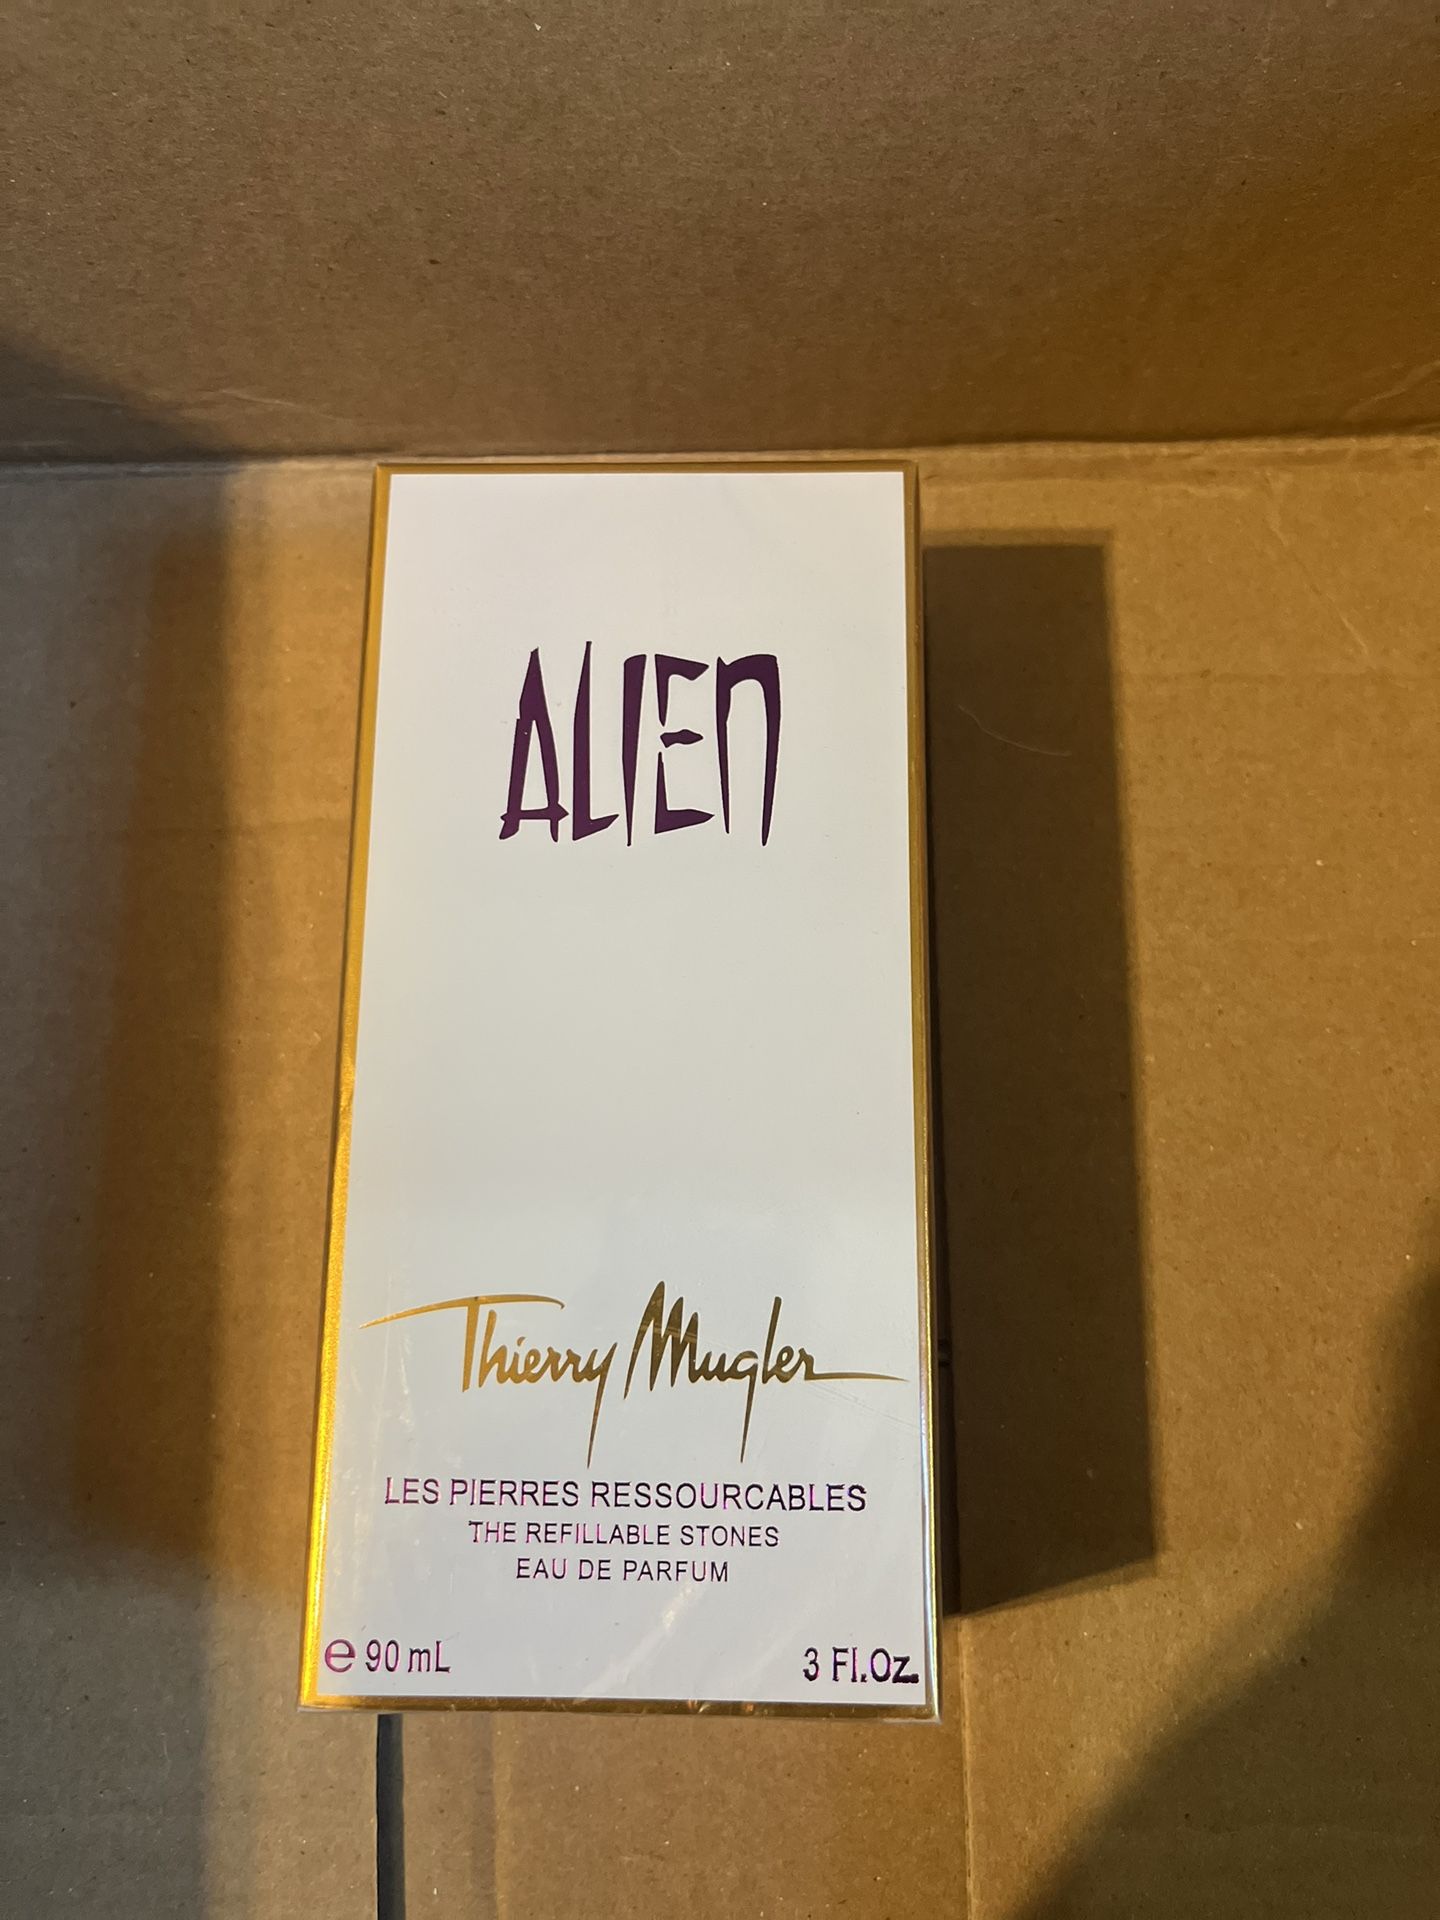 ALIEN
Thierry Mugler
LES PIERRES RESSOURCABLES
THE REFILLABLE STONES
EAU DE PARFUM
℮ 90 mL 3 Fl.Oz.